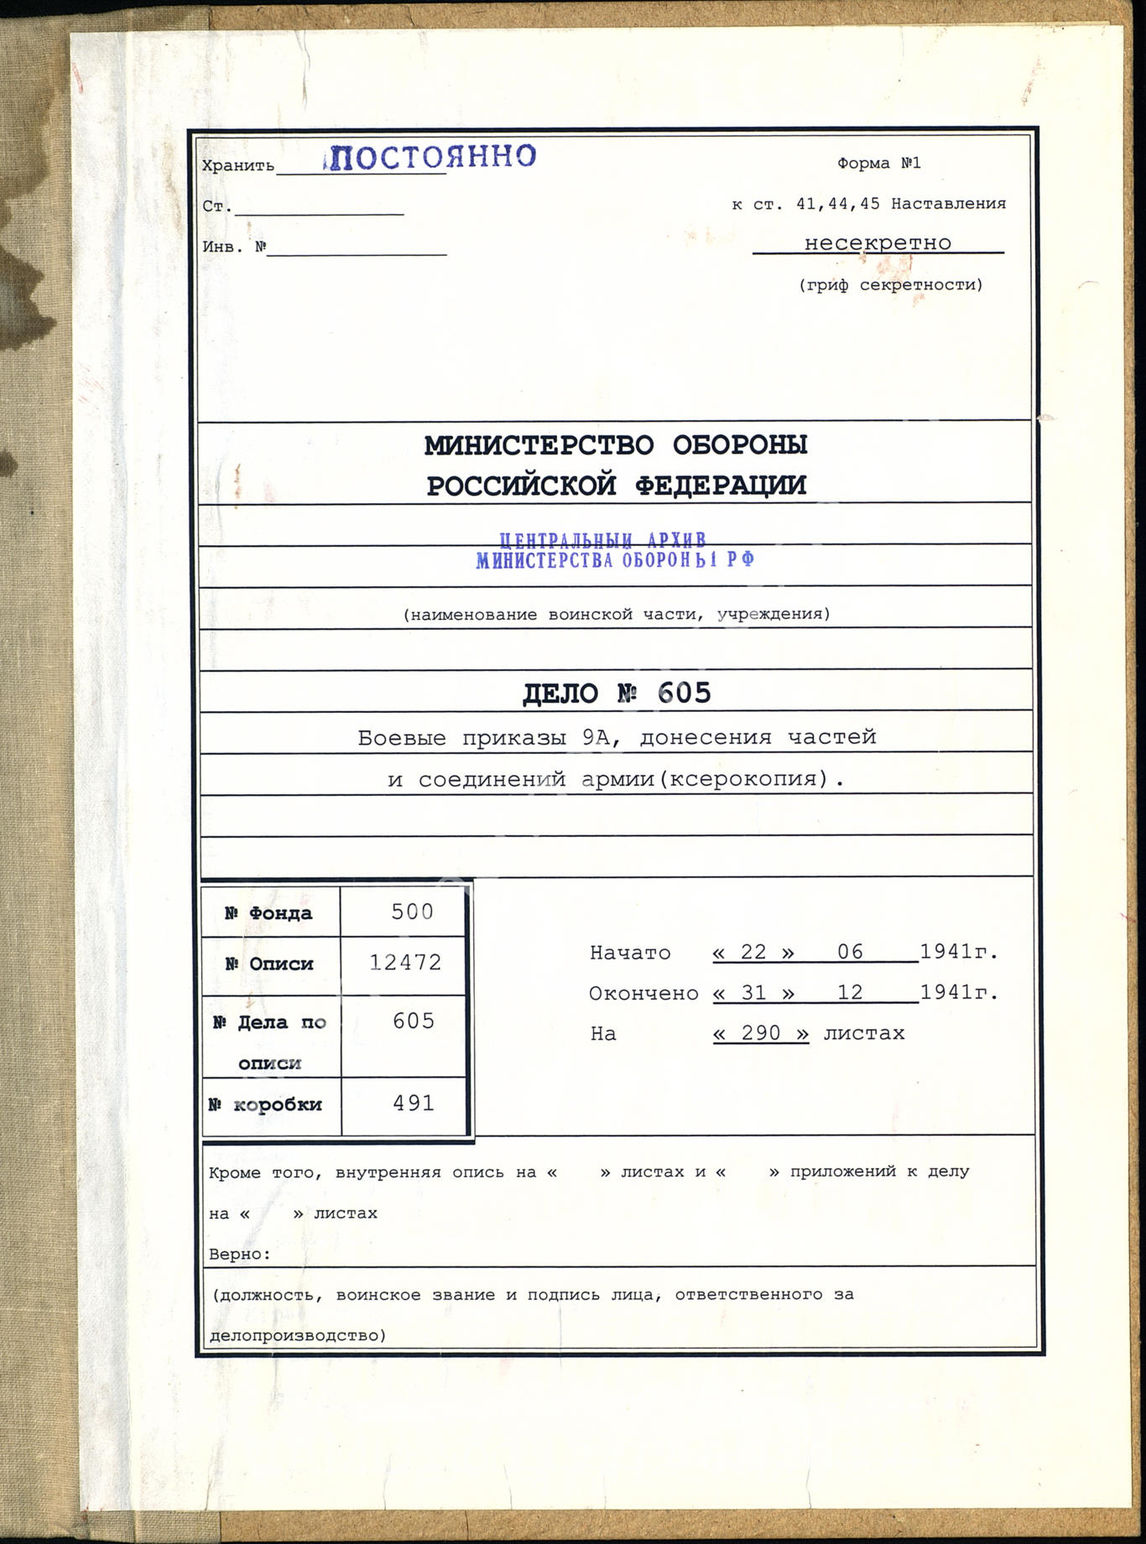 Хранить ПОСТОЯННО
Форма №1
Ст.
к ст. 41,44,45 Наставления
Инв. №
несекретно
(гриф секретности)
МИНИСТЕРСТВО ОБОРОНЫ
РОССИЙСКОЙ ФЕДЕРАЦИИ
ЦЕНТРАЛЬНЫЙ АРХИВ
МИНИСТЕРСТВА ОБОРОНЫ РФ
(наименование воинской части, учреждения)
ДЕЛО № 605
Боевые приказы 9А, донесения частей
и соединений армии(ксерокопия).
№ Фонда 500
№ Описи 12472
№ Дела по 605
описи
№ коробки 491
Начато « 22 » 06 1941г.
Окончено « 31 » 12 1941г.
На « 290 » листах
Кроме того, внутренняя опись на « » листах и « » приложений к делу
на « » листах
Верно:
(должность, воинское звание и подпись лица, ответственного за
делопроизводство)